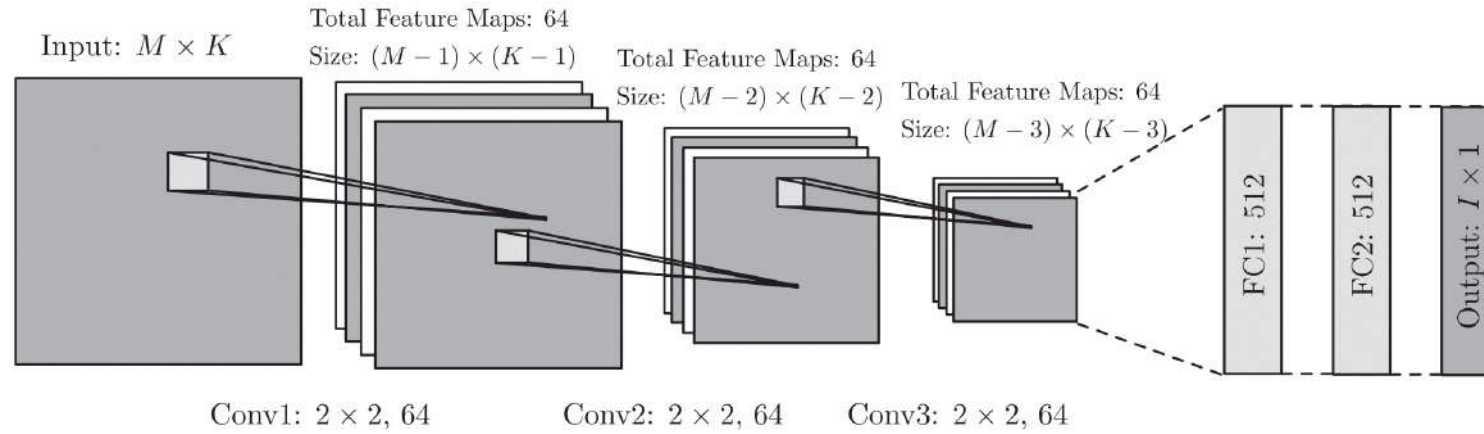 Input: M × K
Total Feature Maps: 64
Size: (M − 1) × (K − 1)
Total Feature Maps: 64
Size: (M − 2) × (K − 2)
Total Feature Maps: 64
Size: (M − 3) × (K − 3)
FC1: 512
FC2: 512
Output: I × 1
Conv1: 2 × 2, 64
Conv2: 2 × 2, 64
Conv3: 2 × 2, 64